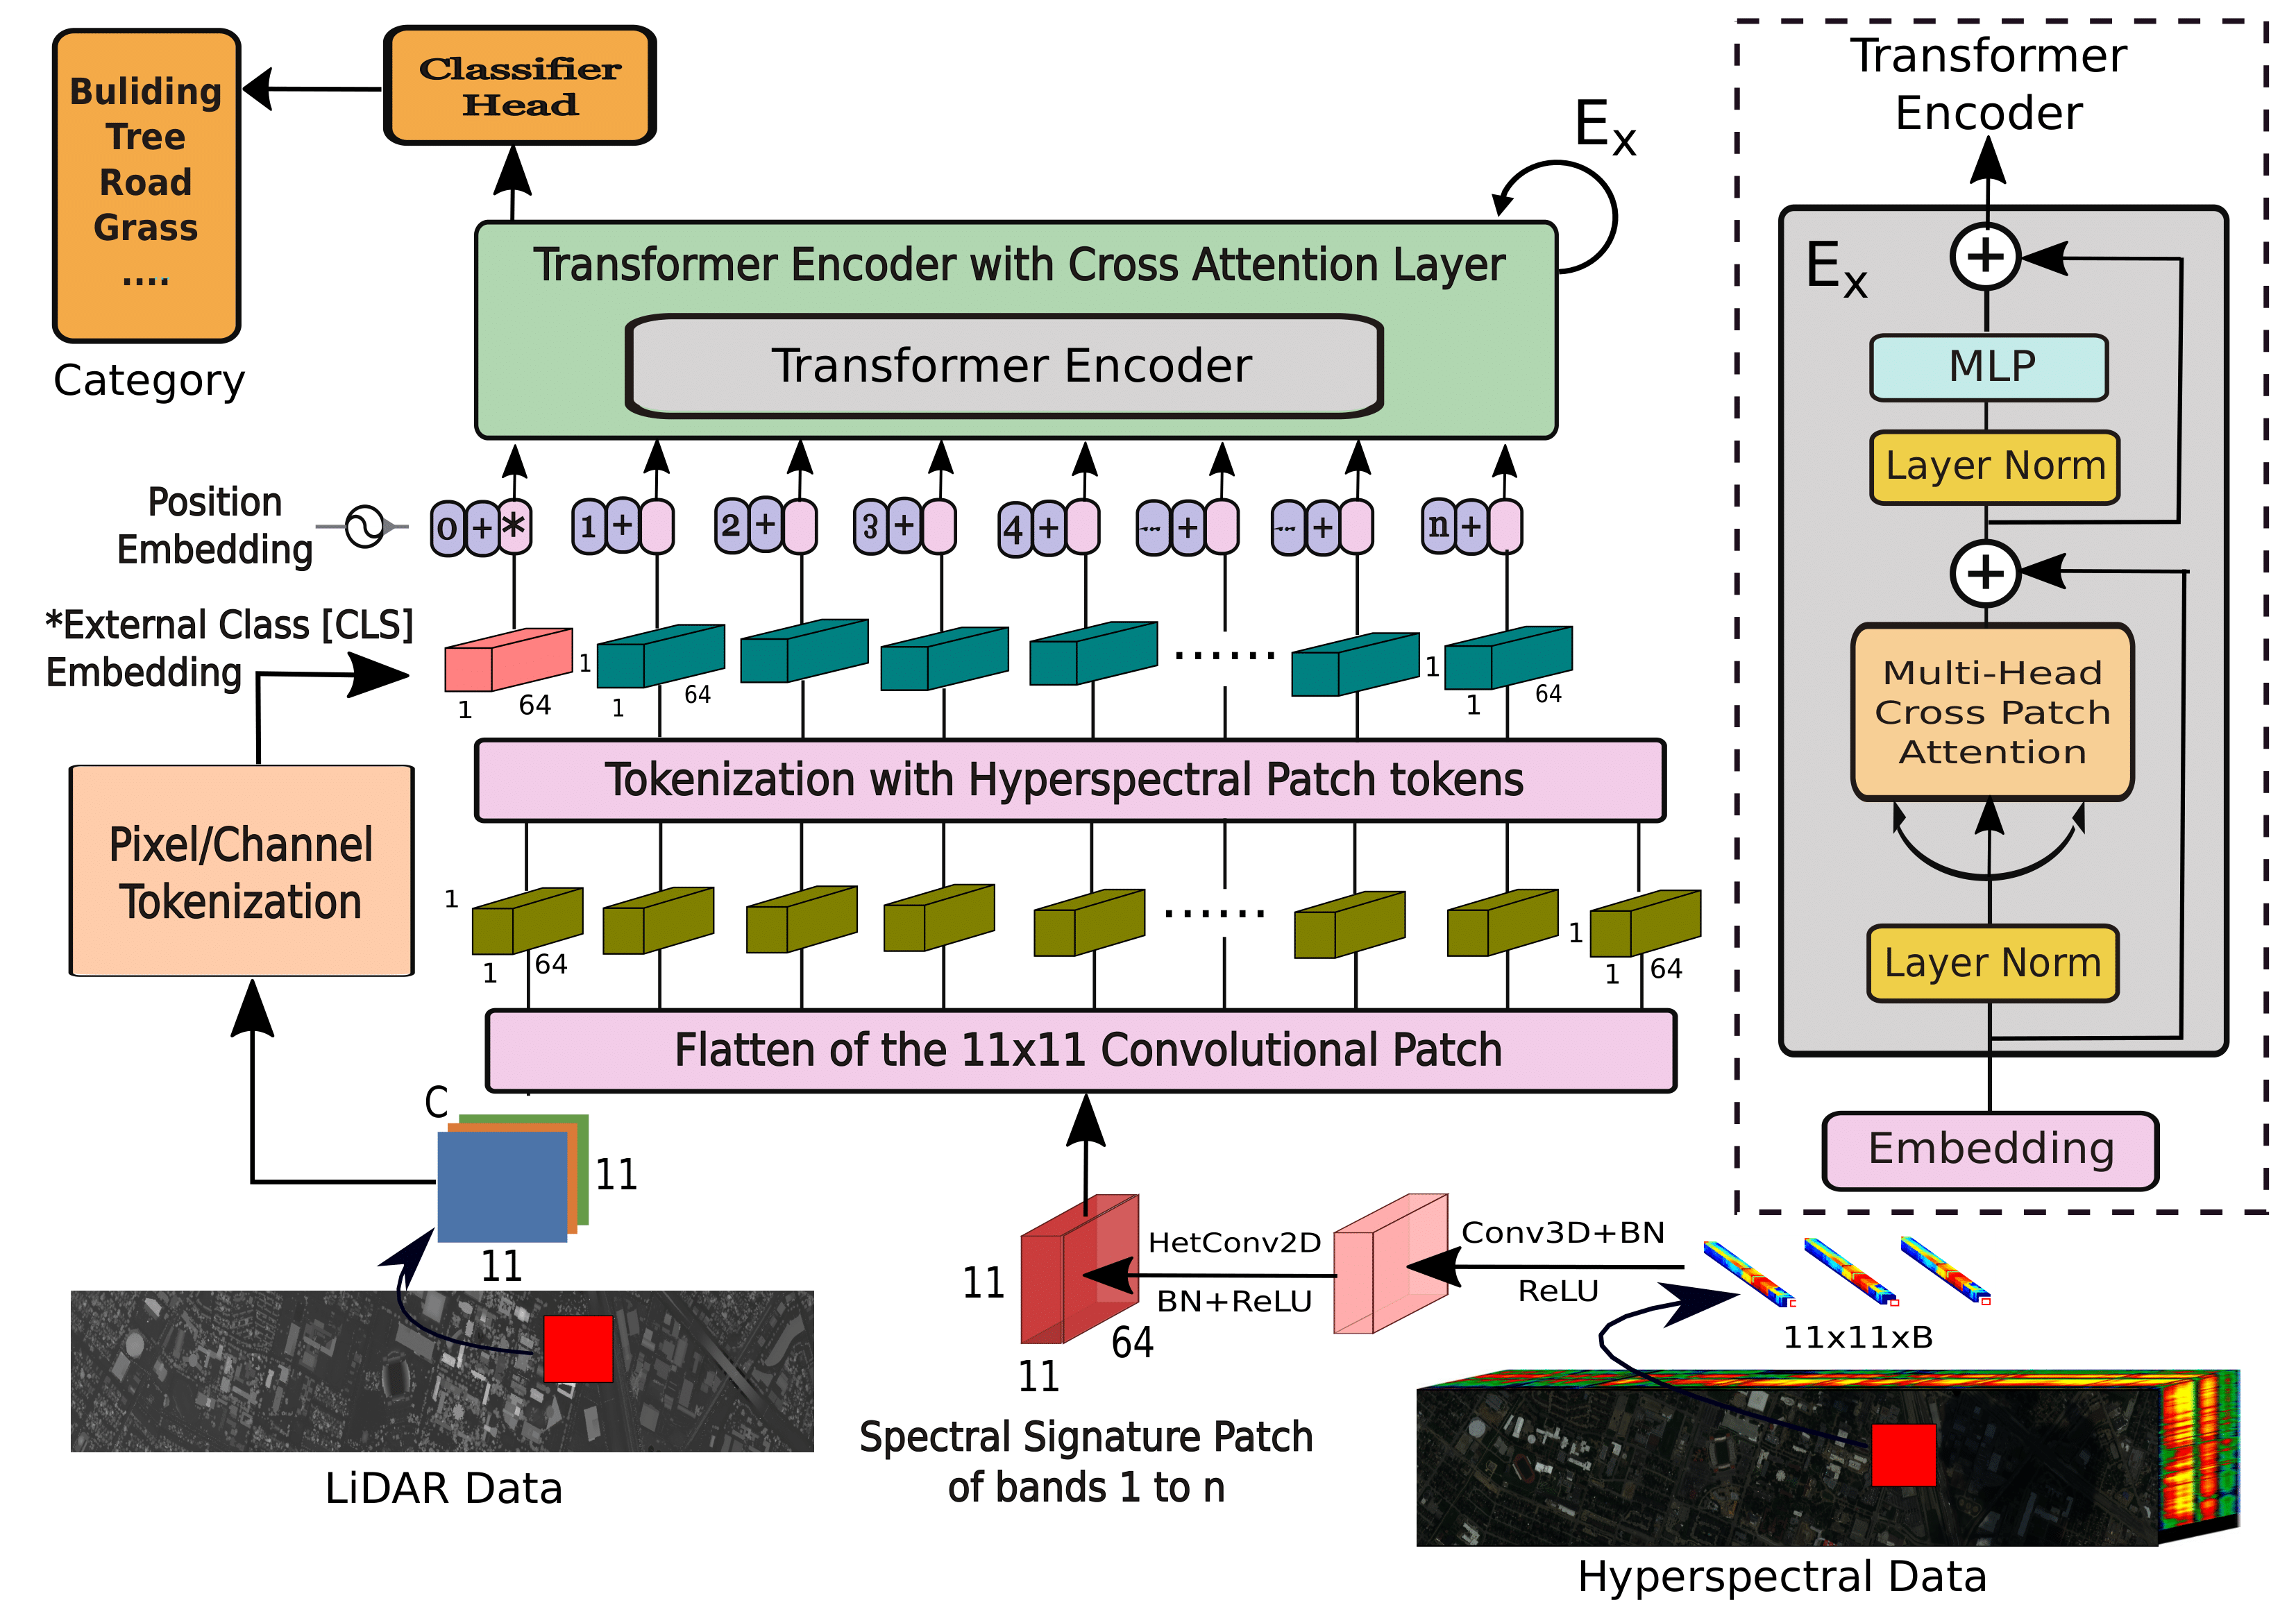 Buliding
Tree
Road
Grass
....
Category
Classifier
Head
Ex
Transformer Encoder with Cross Attention Layer
Transformer Encoder
Position
Embedding
0 + *
1 +
2 +
3 +
4 +
... +
... +
n +
*External Class [CLS]
Embedding
1
64
1
1
64
......
1
1
64
Tokenization with Hyperspectral Patch tokens
Pixel/Channel
Tokenization
1
1
64
......
1
1
64
Flatten of the 11x11 Convolutional Patch
C
11
11
LiDAR Data
11
11
64
HetConv2D
BN+ReLU
Conv3D+BN
ReLU
11x11xB
Spectral Signature Patch
of bands 1 to n
Hyperspectral Data
Transformer
Encoder
Ex
+
MLP
Layer Norm
+
Multi-Head
Cross Patch
Attention
Layer Norm
Embedding